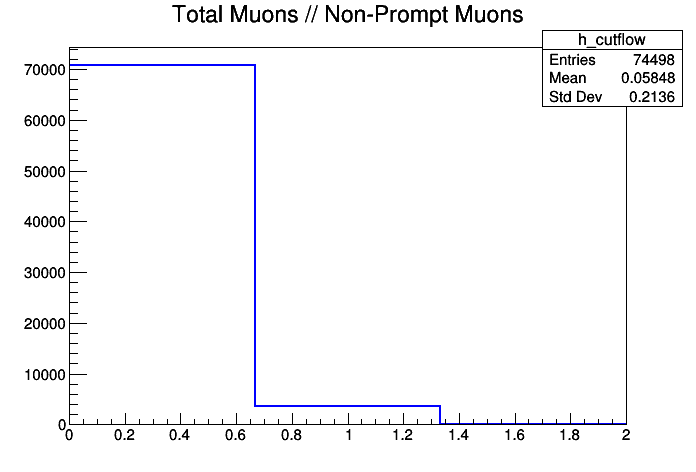 Total Muons // Non-Prompt Muons
h_cutflow
Entries 74498
Mean 0.05848
Std Dev 0.2136
70000
60000
50000
40000
30000
20000
10000
0
0 0.2 0.4 0.6 0.8 1 1.2 1.4 1.6 1.8 2